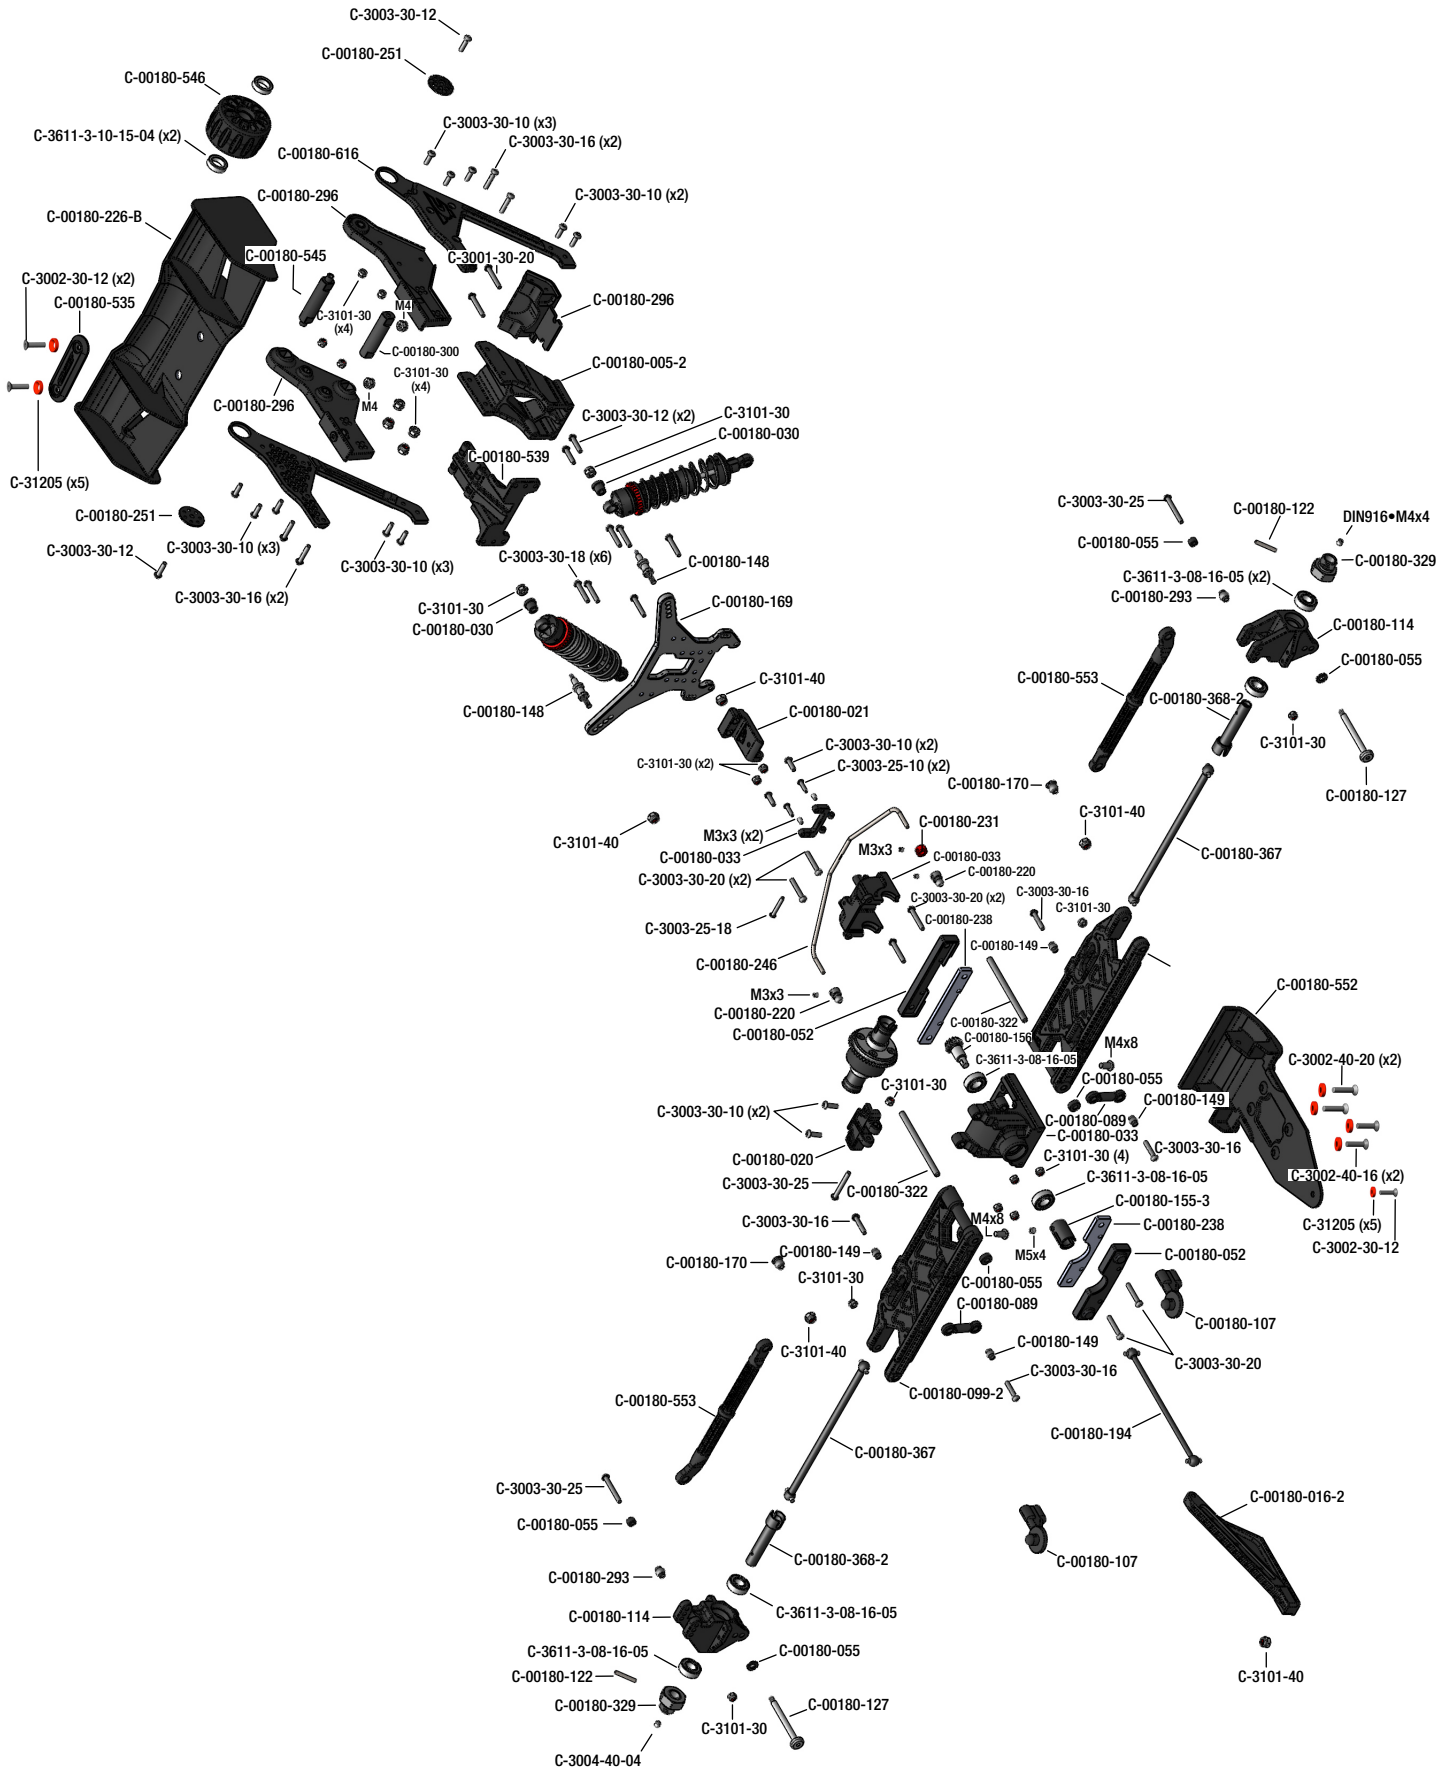 C-3003-30-12
C-00180-251
C-00180-546
C-3611-3-10-15-04 (x2)
C-3003-30-10 (x3)
C-3003-30-16 (x2)
C-00180-616
C-00180-296
C-3003-30-10 (x2)
C-00180-226-B
C-00180-545
C-3001-30-20
C-3002-30-12 (x2)
C-00180-535
C-3101-30
(x4)
M4
C-00180-296
C-00180-300
C-00180-005-2
C-3101-30
(x4)
C-00180-296
M4
C-3003-30-12 (x2)
C-3101-30
C-00180-030
C-00180-539
C-31205 (x5)
C-00180-251
C-3003-30-12
C-3003-30-10 (x3)
C-3003-30-10 (x3)
C-3003-30-16 (x2)
C-3003-30-18 (x6)
C-00180-148
C-3101-30
C-00180-030
C-00180-169
C-3003-30-25
C-00180-122
DIN916•M4x4
C-00180-055
C-00180-329
C-3611-3-08-16-05 (x2)
C-00180-293
C-00180-114
C-00180-055
C-00180-553
C-00180-368-2
C-3101-30
C-00180-127
C-3101-40
C-00180-148
C-00180-021
C-3003-30-10 (x2)
C-3101-30 (x2)
C-3003-25-10 (x2)
C-00180-170
C-3101-40
C-3101-40
M3x3 (x2)
C-00180-231
C-00180-033
M3x3
C-00180-033
C-00180-220
C-00180-367
C-3003-30-20 (x2)
C-3003-30-20 (x2)
C-3003-30-16
C-3101-30
C-00180-238
C-3003-25-18
C-00180-149
C-00180-246
M3x3
C-00180-220
C-00180-052
C-00180-322
C-00180-156
C-3611-3-08-16-05
C-00180-552
M4x8
C-3002-40-20 (x2)
C-00180-055
C-3101-30
C-00180-149
C-3003-30-10 (x2)
C-00180-089
C-00180-033
C-3003-30-16
C-00180-020
C-3101-30 (4)
C-3002-40-16 (x2)
C-3003-30-25
C-00180-322
C-3611-3-08-16-05
C-00180-155-3
C-31205 (x5)
C-3002-30-12
C-3003-30-16
M4x8
C-00180-238
C-00180-149
M5x4
C-00180-052
C-00180-170
C-3101-30
C-00180-055
C-00180-089
C-00180-107
C-3101-40
C-00180-149
C-3003-30-20
C-3003-30-16
C-00180-099-2
C-00180-553
C-00180-194
C-00180-367
C-3003-30-25
C-00180-016-2
C-00180-055
C-00180-368-2
C-00180-107
C-00180-293
C-00180-114
C-3611-3-08-16-05
C-3611-3-08-16-05
C-00180-055
C-00180-122
C-3101-40
C-00180-329
C-00180-127
C-3101-30
C-3004-40-04